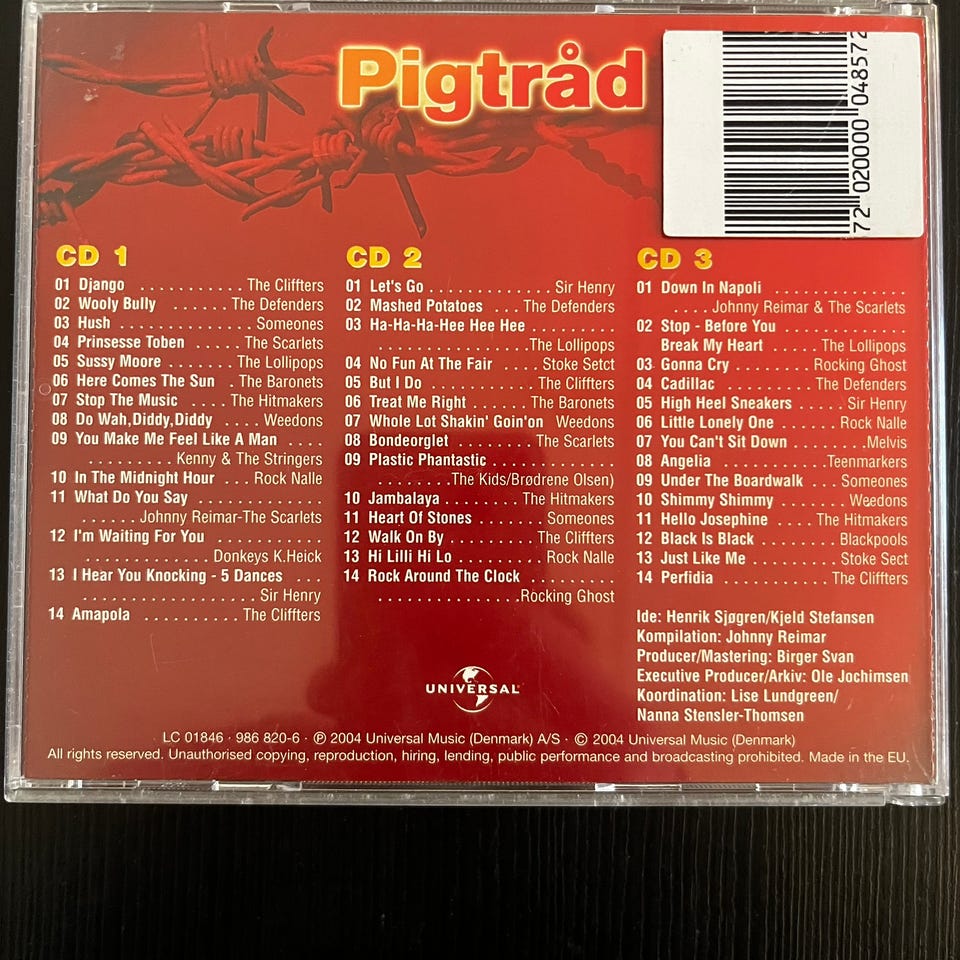 Pigtråd
72 020000 048572
CD 1
01 Django ........... The Cliffters
02 Wooly Bully ....... The Defenders
03 Hush ............. Someones
04 Prinsesse Toben ..... The Scarlets
05 Sussy Moore ....... The Lollipops
06 Here Comes The Sun . The Baronets
07 Stop The Music .... The Hitmakers
08 Do Wah,Diddy,Diddy ..... Weedons
09 You Make Me Feel Like A Man ....
.......... Kenny & The Stringers
10 In The Midnight Hour ... Rock Nalle
11 What Do You Say ............
...... Johnny Reimar-The Scarlets
12 I'm Waiting For You ..........
............ Donkeys K.Heick
13 I Hear You Knocking - 5 Dances ...
.................. Sir Henry
14 Amapola .......... The Cliffters
CD 2
01 Let's Go ............ Sir Henry
02 Mashed Potatoes ... The Defenders
03 Ha-Ha-Ha-Hee Hee Hee .........
................ The Lollipops
04 No Fun At The Fair .... Stoke Setct
05 But I Do ........... The Cliffters
06 Treat Me Right ...... The Baronets
07 Whole Lot Shakin' Goin'on Weedons
08 Bondeorglet ........ The Scarlets
09 Plastic Phantastic ............
........ The Kids/Brødrene Olsen)
10 Jambalaya ........ The Hitmakers
11 Heart Of Stones ....... Someones
12 Walk On By ........ The Cliffters
13 Hi Lilli Hi Lo ......... Rock Nalle
14 Rock Around The Clock .........
............... Rocking Ghost
CD 3
01 Down In Napoli ..............
.... Johnny Reimar & The Scarlets
02 Stop - Before You ............
Break My Heart ..... The Lollipops
03 Gonna Cry ........ Rocking Ghost
04 Cadillac .......... The Defenders
05 High Heel Sneakers ..... Sir Henry
06 Little Lonely One ...... Rock Nalle
07 You Can't Sit Down ........ Melvis
08 Angelia ........... Teenmarkers
09 Under The Boardwalk ... Someones
10 Shimmy Shimmy ....... Weedons
11 Hello Josephine .... The Hitmakers
12 Black Is Black ........ Blackpools
13 Just Like Me ......... Stoke Sect
14 Perfidia ........... The Cliffters
Ide: Henrik Sjøgren/Kjeld Stefansen
Kompilation: Johnny Reimar
Producer/Mastering: Birger Svan
Executive Producer/Arkiv: Ole Jochimsen
Koordination: Lise Lundgreen/
Nanna Stensler-Thomsen
UNIVERSAL
LC 01846 · 986 820-6 · ℗ 2004 Universal Music (Denmark) A/S · © 2004 Universal Music (Denmark)
All rights reserved. Unauthorised copying, reproduction, hiring, lending, public performance and broadcasting prohibited. Made in the EU.